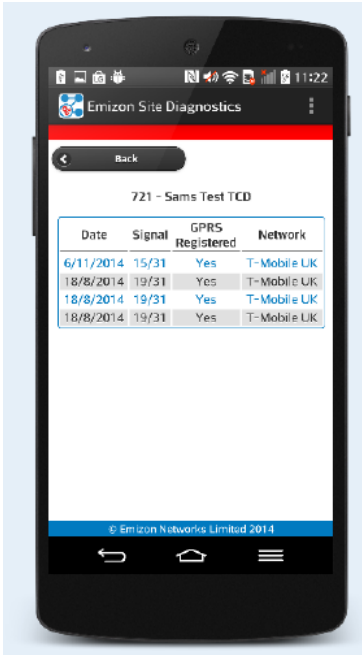 11:22
Emizon Site Diagnostics
Back
721 - Sams Test TCD
Date Signal GPRS Registered Network
6/11/2014 15/31 Yes T-Mobile UK
18/8/2014 19/31 Yes T-Mobile UK
18/8/2014 19/31 Yes T-Mobile UK
18/8/2014 19/31 Yes T-Mobile UK
© Emizon Networks Limited 2014